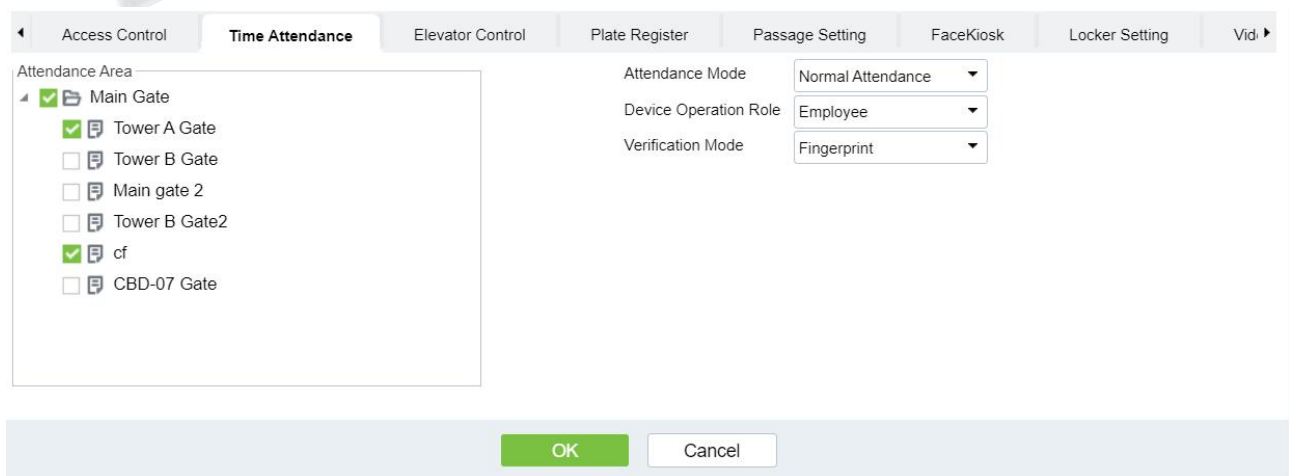 Access Control Time Attendance Elevator Control Plate Register Passage Setting FaceKiosk Locker Setting Vid
Attendance Area
Main Gate
Tower A Gate
Tower B Gate
Main gate 2
Tower B Gate2
cf
CBD-07 Gate
Attendance Mode Normal Attendance
Device Operation Role Employee
Verification Mode Fingerprint
OK Cancel